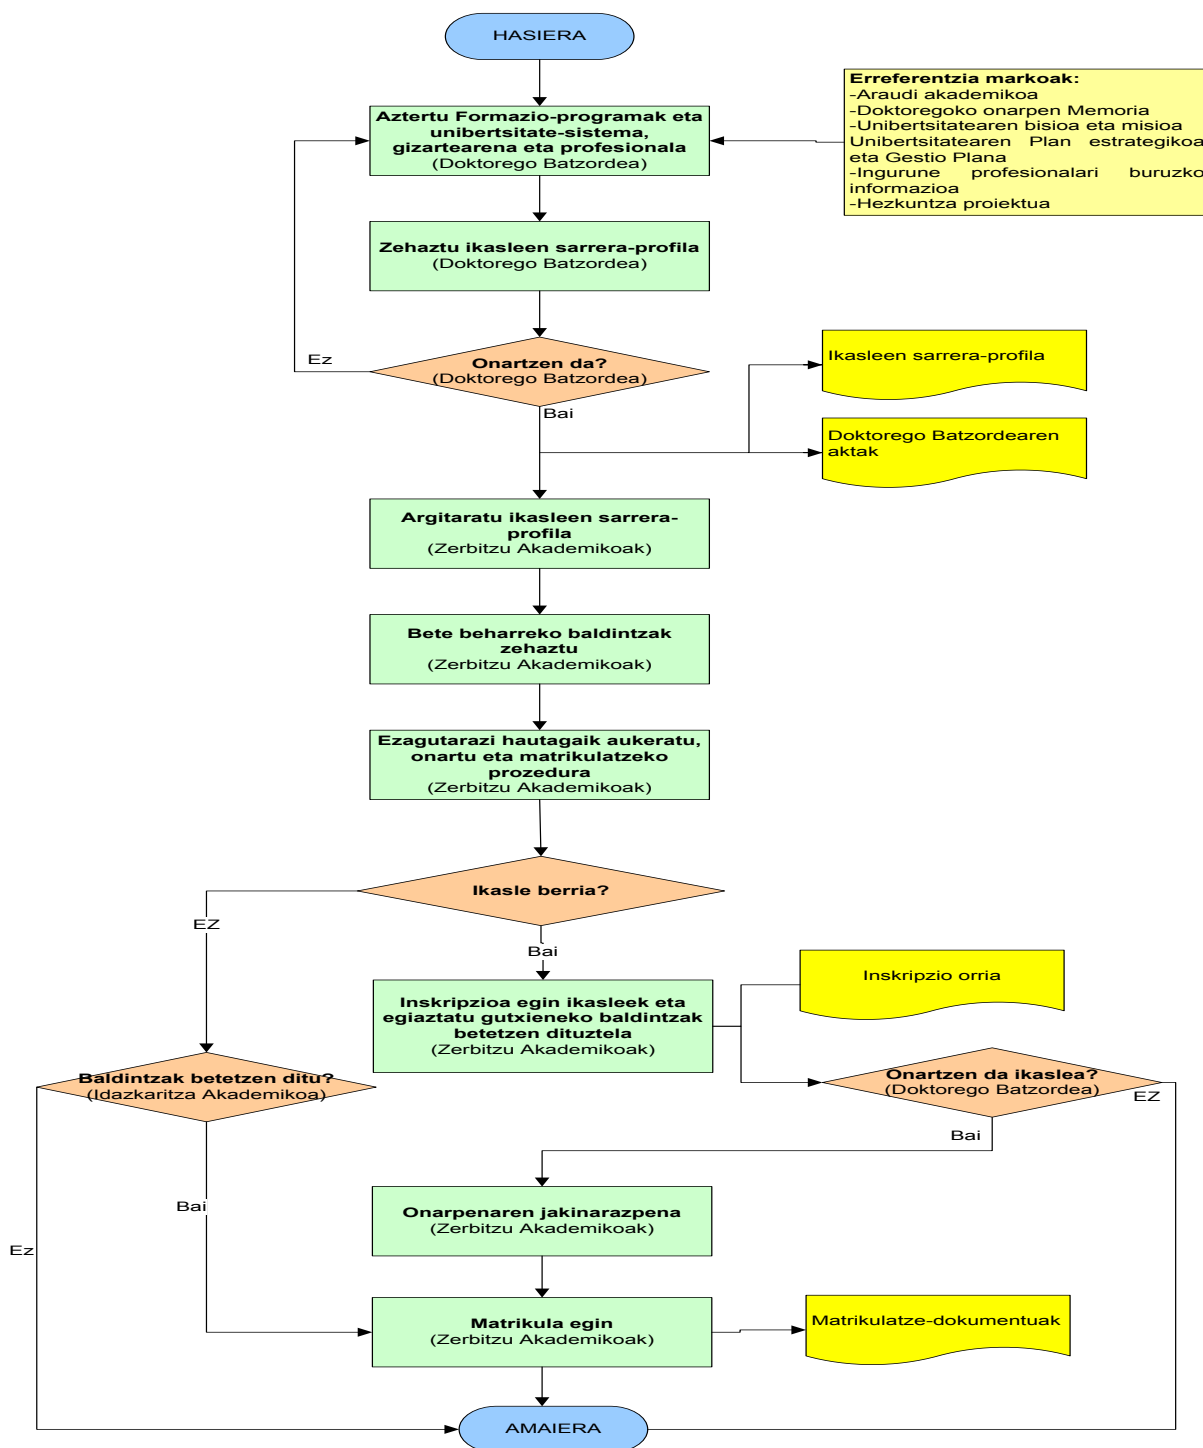 HASIERA
Erreferentzia markoak:
-Araudi akademikoa
-Doktoregoko onarpen Memoria
-Unibertsitatearen bisioa eta misioa
Unibertsitatearen Plan estrategikoa
eta Gestio Plana
-Ingurune profesionalari buruzko
informazioa
-Hezkuntza proiektua
Aztertu Formazio-programak eta
unibertsitate-sistema,
gizartearena eta profesionala
(Doktorego Batzordea)
Zehaztu ikasleen sarrera-profila
(Doktorego Batzordea)
Ez
Onartzen da?
(Doktorego Batzordea)
Bai
Ikasleen sarrera-profila
Doktorego Batzordearen
aktak
Argitaratu ikasleen sarrera-
profila
(Zerbitzu Akademikoak)
Bete beharreko baldintzak
zehaztu
(Zerbitzu Akademikoak)
Ezagutarazi hautagaik aukeratu,
onartu eta matrikulatzeko
prozedura
(Zerbitzu Akademikoak)
Ikasle berria?
EZ
Bai
Inskripzio orria
Inskripzioa egin ikasleek eta
egiaztatu gutxieneko baldintzak
betetzen dituztela
(Zerbitzu Akademikoak)
Baldintzak betetzen ditu?
(Idazkaritza Akademikoa)
Onartzen da ikaslea?
(Doktorego Batzordea)
EZ
Bai
Bai
Ez
Onarpenaren jakinarazpena
(Zerbitzu Akademikoak)
Matrikula egin
(Zerbitzu Akademikoak)
Matrikulatze-dokumentuak
AMAIERA